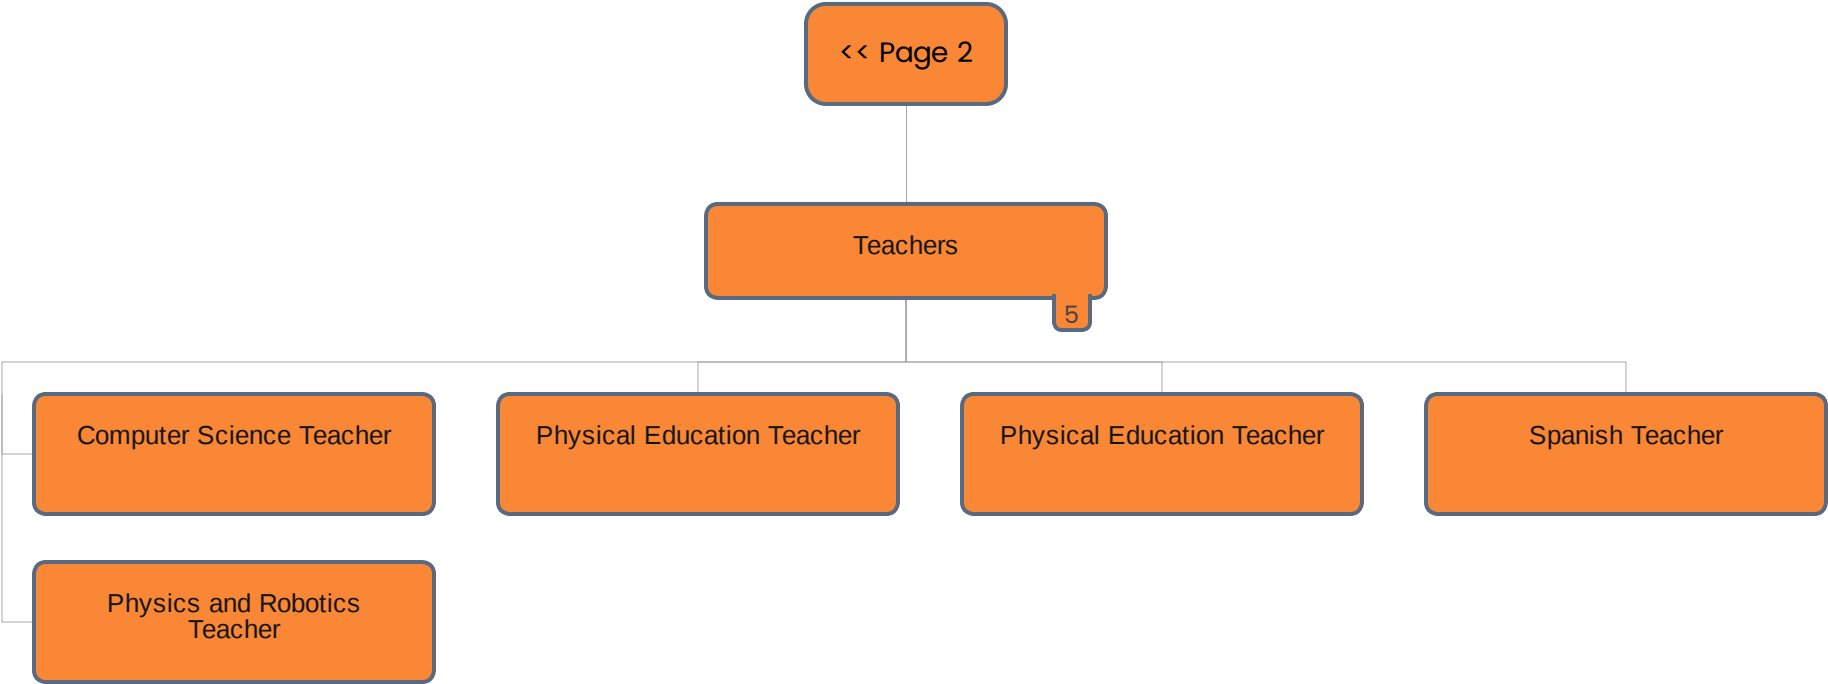 << Page 2
Teachers
5
Computer Science Teacher
Physical Education Teacher
Physical Education Teacher
Spanish Teacher
Physics and Robotics
Teacher